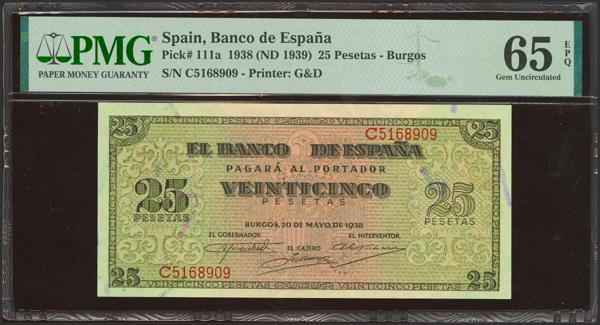 PMG
PAPER MONEY GUARANTY
Spain, Banco de España
Pick# 111a 1938 (ND 1939) 25 Pesetas - Burgos
S/N C5168909 - Printer: G&D
65 EPQ
Gem Uncirculated
25
25
C5168909
EL BANCO DE ESPAÑA
PAGARÁ AL PORTADOR
25 VEINTICINCO 25
PESETAS PESETAS PESETAS
BURGOS, 20 DE MAYO, DE 1938
EL GOBERNADOR. EL CAJERO EL INTERVENTOR.
C5168909
25
25